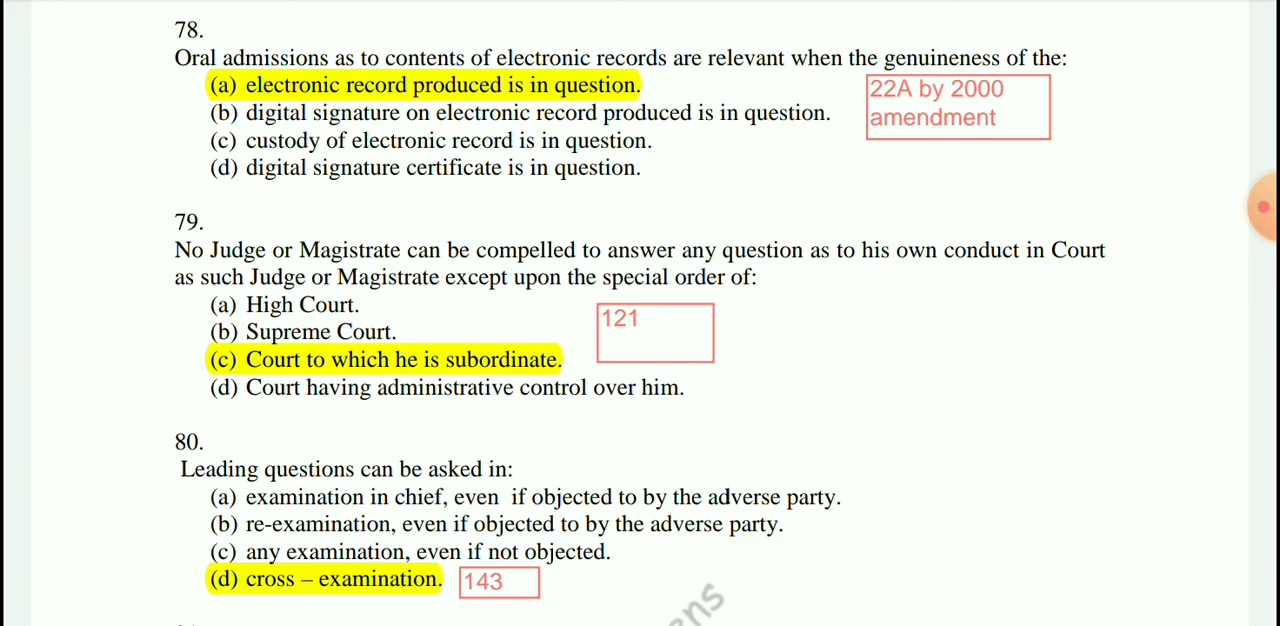 78.
Oral admissions as to contents of electronic records are relevant when the genuineness of the:
(a) electronic record produced is in question.
22A by 2000
amendment
(b) digital signature on electronic record produced is in question.
(c) custody of electronic record is in question.
(d) digital signature certificate is in question.
79.
No Judge or Magistrate can be compelled to answer any question as to his own conduct in Court
as such Judge or Magistrate except upon the special order of:
(a) High Court.
121
(b) Supreme Court.
(c) Court to which he is subordinate.
(d) Court having administrative control over him.
80.
Leading questions can be asked in:
(a) examination in chief, even if objected to by the adverse party.
(b) re-examination, even if objected to by the adverse party.
(c) any examination, even if not objected.
(d) cross – examination. 143